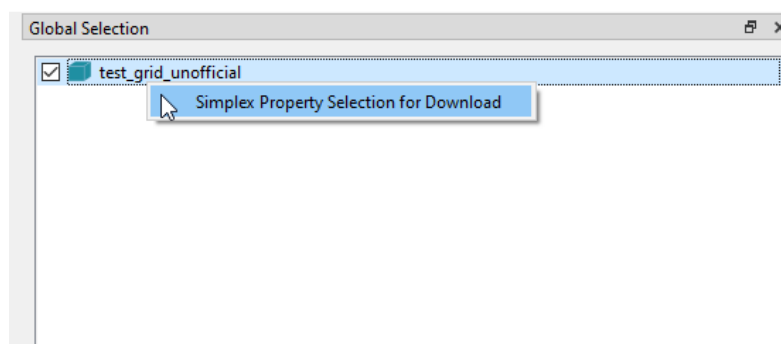 Global Selection
test_grid_unofficial
Simplex Property Selection for Download